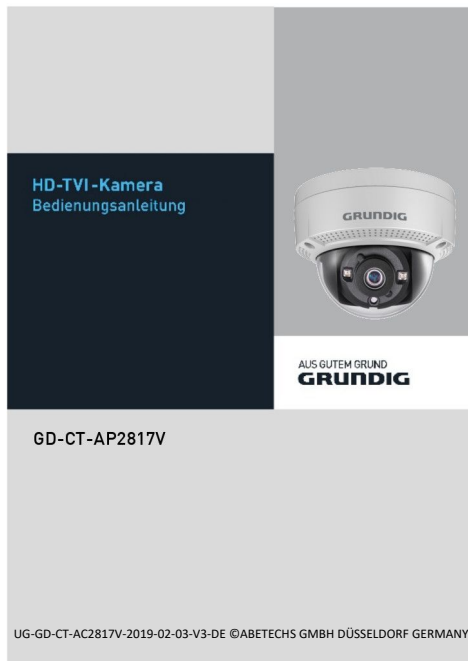 HD-TVI-Kamera
Bedienungsanleitung
GRUNDIG
AUS GUTEM GRUND
GRUNDIG
GD-CT-AP2817V
UG-GD-CT-AC2817V-2019-02-03-V3-DE ©ABETECHS GMBH DÜSSELDORF GERMANY